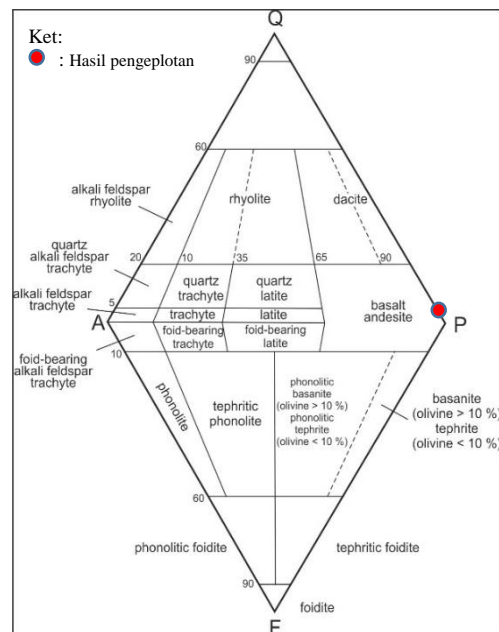 Ket:
: Hasil pengeplotan
Q
90
60
alkali feldspar
rhyolite
rhyolite
dacite
quartz
alkali feldspar
trachyte
20
10
35
65
90
quartz
trachyte
quartz
latite
alkali feldspar
trachyte
5
trachyte
latite
basalt
andesite
A
P
foid-bearing
trachyte
foid-bearing
latite
foid-bearing
alkali feldspar
trachyte
10
phonolite
tephritic
phonolite
phonolitic
basanite
(olivine > 10 %)
phonolitic
tephrite
(olivine < 10 %)
basanite
(olivine > 10 %)
tephrite
(olivine < 10 %)
60
phonolitic foidite
tephritic foidite
90
foidite
F